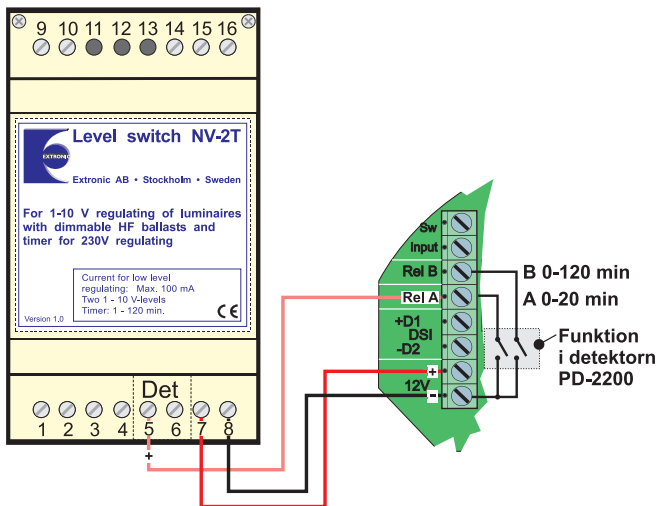 9 10 11 12 13 14 15 16
EXTRONIC
Level switch NV-2T
Extronic AB • Stockholm • Sweden
For 1-10 V regulating of luminaires
with dimmable HF ballasts and
timer for 230V regulating
Current for low level
regulating: Max. 100 mA
Two 1 - 10 V-levels
Timer: 1 - 120 min.
Version 1.0
CE
Det
1 2 3 4 5 6 7 8
+
Sw
Input
Rel B
Rel A
+D1
DSI
-D2
+
12V
-
B 0-120 min
A 0-20 min
Funktion
i detektorn
PD-2200